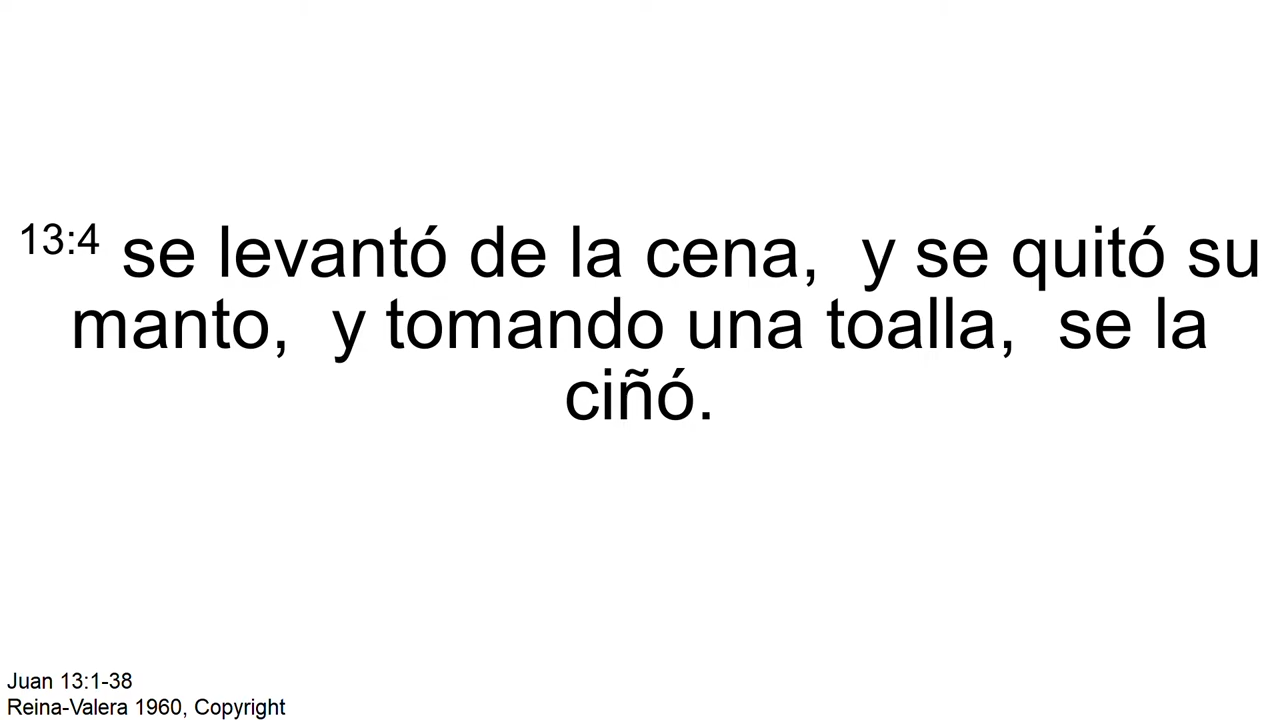 13:4 se levantó de la cena,  y se quitó su
manto,  y tomando una toalla,  se la
ciñó.
Juan 13:1-38
Reina-Valera 1960, Copyright